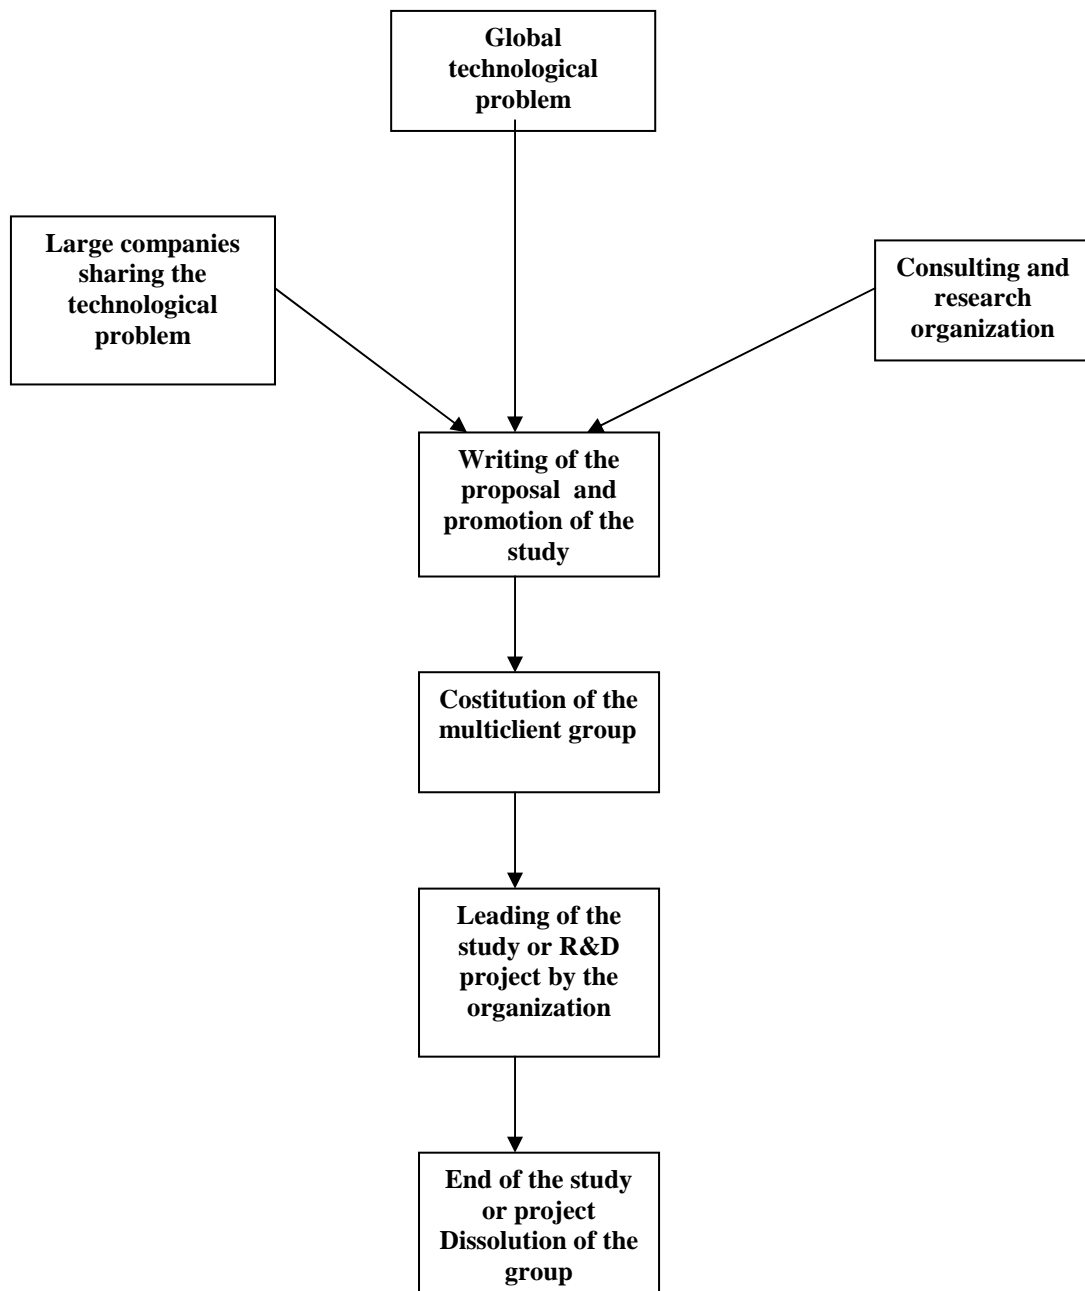 Global
technological
problem
Large companies
sharing the
technological
problem
Consulting and
research
organization
Writing of the
proposal  and
promotion of the
study
Costitution of the
multiclient group
Leading of the
study or R&D
project by the
organization
End of the study
or project
Dissolution of the
group